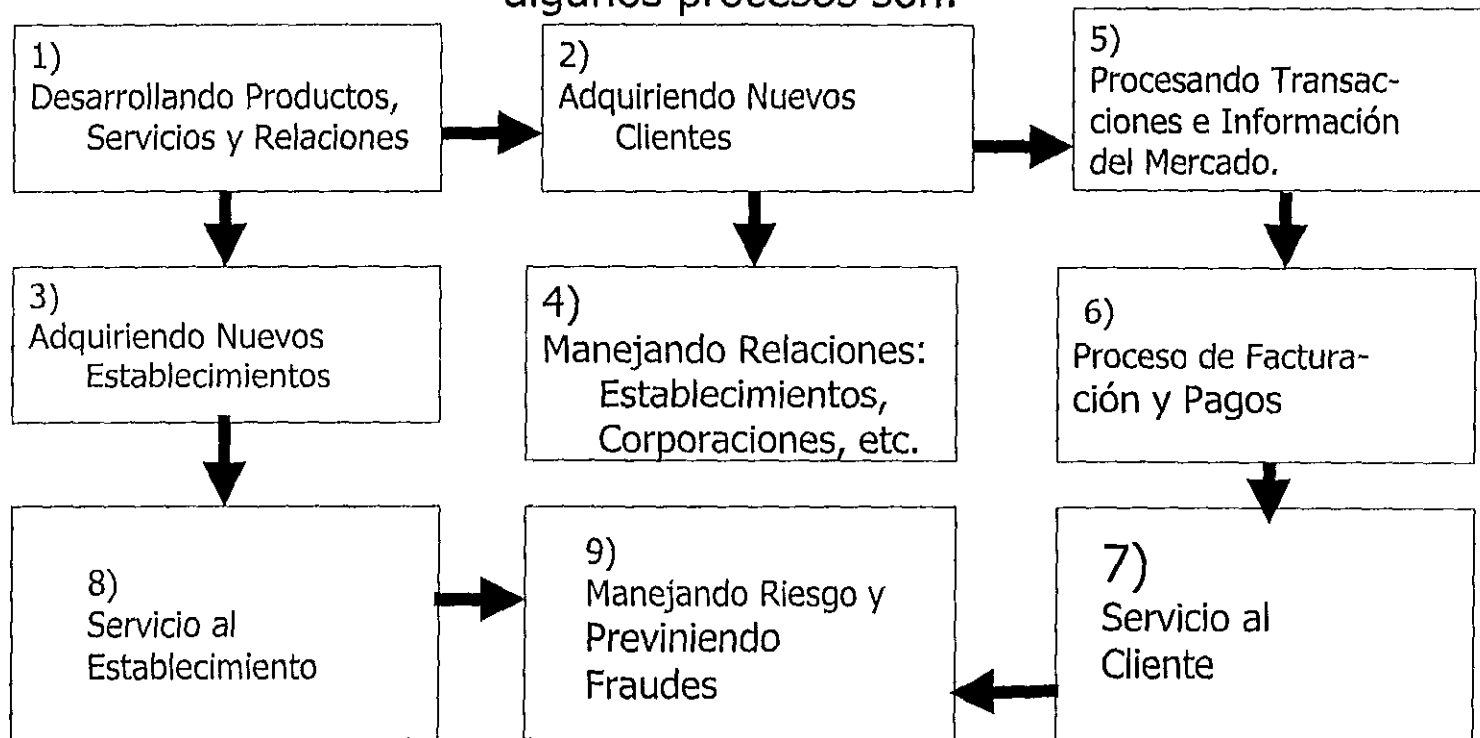 algunos procesos son:
1)
Desarrollando Productos,
Servicios y Relaciones
2)
Adquiriendo Nuevos
Clientes
5)
Procesando Transac-
ciones e Información
del Mercado.
3)
Adquiriendo Nuevos
Establecimientos
4)
Manejando Relaciones:
Establecimientos,
Corporaciones, etc.
6)
Proceso de Factura-
ción y Pagos
8)
Servicio al
Establecimiento
9)
Manejando Riesgo y
Previniendo
Fraudes
7)
Servicio al
Cliente